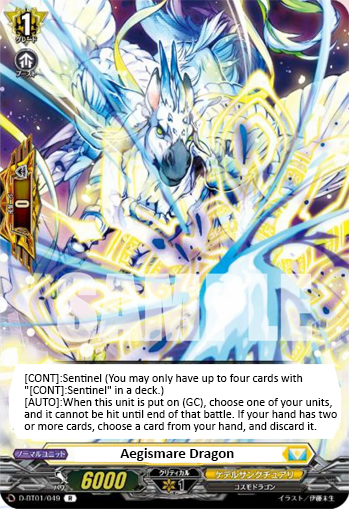 1
グレード
ブースト
0
SAMPLE
[CONT]:Sentinel (You may only have up to four cards with
"[CONT]:Sentinel" in a deck.)
[AUTO]:When this unit is put on (GC), choose one of your units,
and it cannot be hit until end of that battle. If your hand has two
or more cards, choose a card from your hand, and discard it.
ノーマルユニット
Aegismare Dragon
パワー
6000
クリティカル
1
ケテルサンクチュアリ
コスモドラゴン
D-BT01/049 R
イラスト/伊藤未生